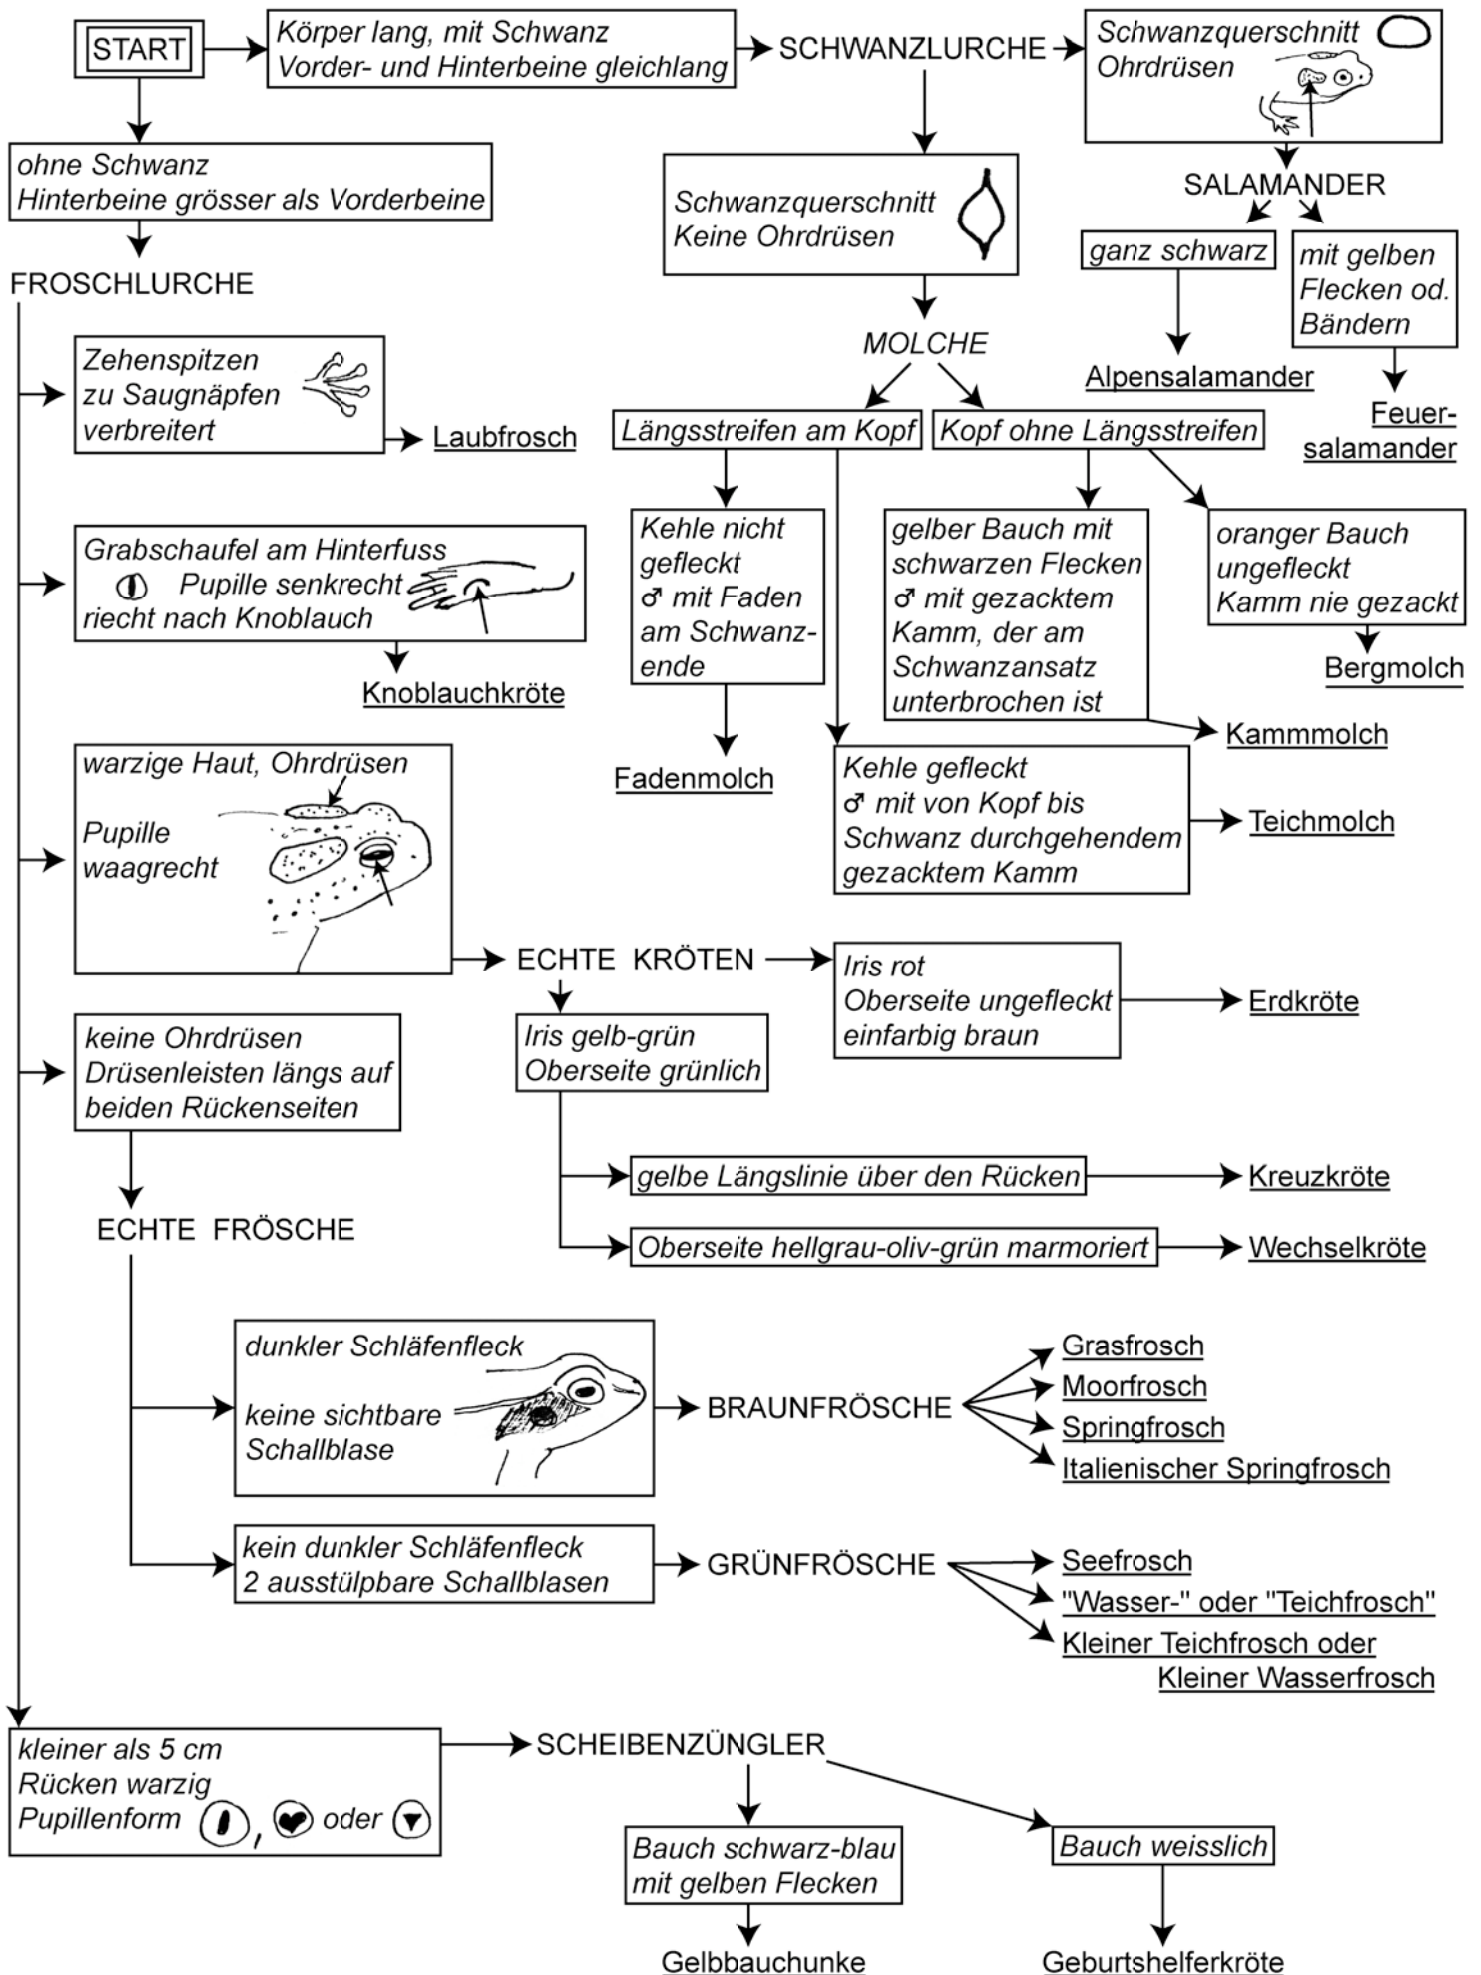 START
Körper lang, mit Schwanz
Vorder- und Hinterbeine gleichlang
SCHWANZLURCHE
Schwanzquerschnitt
Ohrdrüsen
ohne Schwanz
Hinterbeine grösser als Vorderbeine
Schwanzquerschnitt
Keine Ohrdrüsen
SALAMANDER
ganz schwarz
mit gelben
Flecken od.
Bändern
Alpensalamander
Feuer-
salamander
FROSCHLURCHE
MOLCHE
Längsstreifen am Kopf
Kopf ohne Längsstreifen
Zehenspitzen
zu Saugnäpfen
verbreitert
Laubfrosch
Kehle nicht
gefleckt
♂ mit Faden
am Schwanz-
ende
gelber Bauch mit
schwarzen Flecken
♂ mit gezacktem
Kamm, der am
Schwanzansatz
unterbrochen ist
oranger Bauch
ungefleckt
Kamm nie gezackt
Bergmolch
Grabschaufel am Hinterfuss
Pupille senkrecht
riecht nach Knoblauch
Knoblauchkröte
Kammmolch
Fadenmolch
Kehle gefleckt
♂ mit von Kopf bis
Schwanz durchgehendem
gezacktem Kamm
Teichmolch
warzige Haut, Ohrdrüsen
Pupille
waagrecht
ECHTE KRÖTEN
Iris rot
Oberseite ungefleckt
einfarbig braun
Erdkröte
Iris gelb-grün
Oberseite grünlich
keine Ohrdrüsen
Drüsenleisten längs auf
beiden Rückenseiten
gelbe Längslinie über den Rücken
Kreuzkröte
Oberseite hellgrau-oliv-grün marmoriert
Wechselkröte
ECHTE FRÖSCHE
dunkler Schläfenfleck
keine sichtbare
Schallblase
BRAUNFRÖSCHE
Grasfrosch
Moorfrosch
Springfrosch
Italienischer Springfrosch
kein dunkler Schläfenfleck
2 ausstülpbare Schallblasen
GRÜNFRÖSCHE
Seefrosch
"Wasser-" oder "Teichfrosch"
Kleiner Teichfrosch oder
Kleiner Wasserfrosch
kleiner als 5 cm
Rücken warzig
Pupillenform , oder
SCHEIBENZÜNGLER
Bauch schwarz-blau
mit gelben Flecken
Bauch weisslich
Gelbbauchunke
Geburtshelferkröte